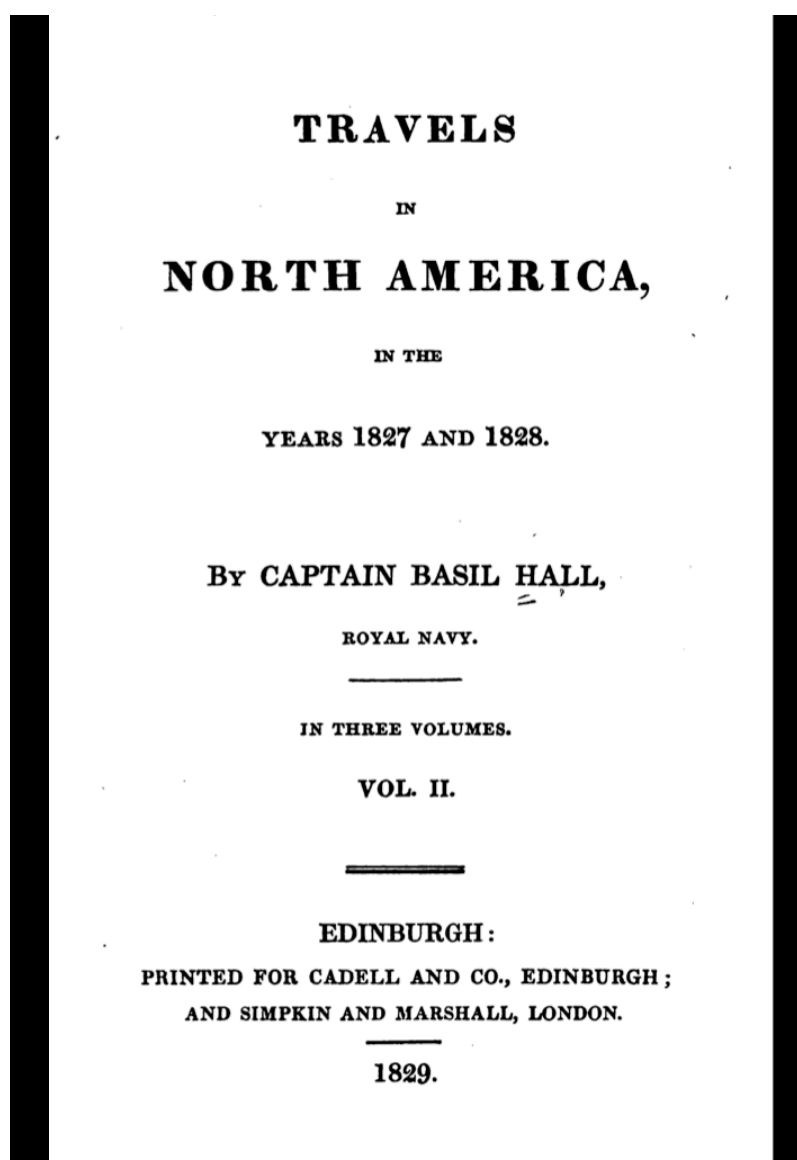 TRAVELS
IN
NORTH AMERICA,
IN THE
YEARS 1827 AND 1828.
By CAPTAIN BASIL HALL,
ROYAL NAVY.
IN THREE VOLUMES.
VOL. II.
EDINBURGH:
PRINTED FOR CADELL AND CO., EDINBURGH;
AND SIMPKIN AND MARSHALL, LONDON.
1829.